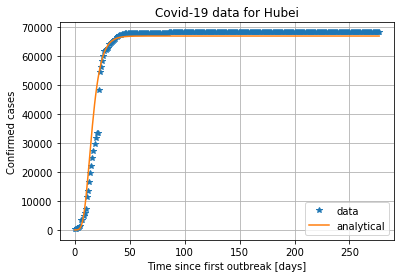 Covid-19 data for Hubei
Confirmed cases
70000
60000
50000
40000
30000
20000
10000
0
0 50 100 150 200 250
Time since first outbreak [days]
data
analytical